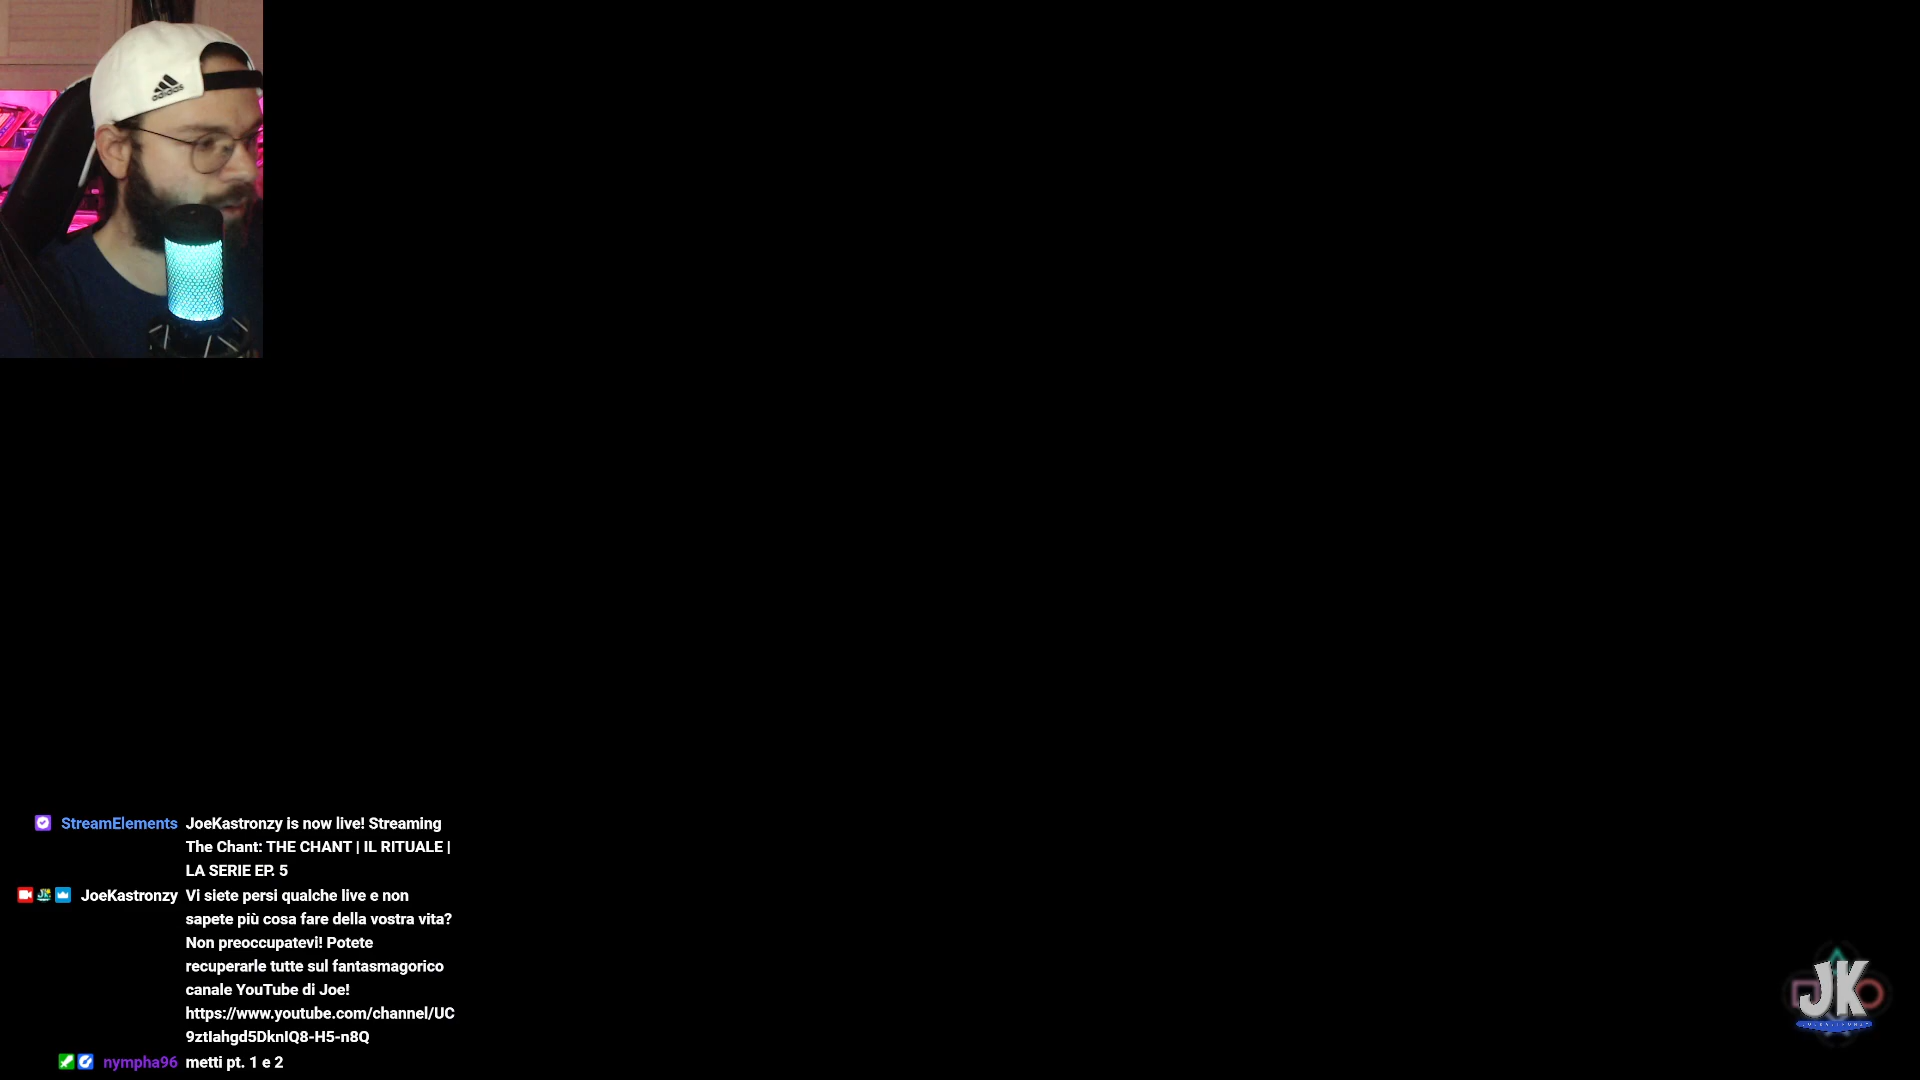 adidas
StreamElements JoeKastronzy is now live! Streaming
The Chant: THE CHANT | IL RITUALE |
LA SERIE EP. 5
JoeKastronzy Vi siete persi qualche live e non
sapete più cosa fare della vostra vita?
Non preoccupatevi! Potete
recuperarle tutte sul fantasmagorico
canale YouTube di Joe!
https://www.youtube.com/channel/UC
9ztIahgd5DknIQ8-H5-n8Q
nympha96 metti pt. 1 e 2
JK
JOEKASTRONZY